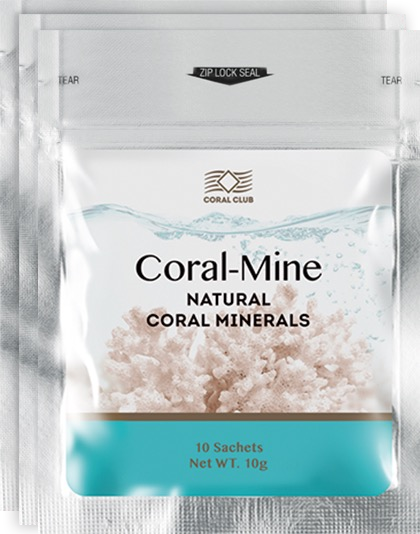 ZIP LOCK SEAL
TEAR
TEAR
CORAL CLUB
Coral-Mine
NATURAL
CORAL MINERALS
10 Sachets
Net WT. 10g